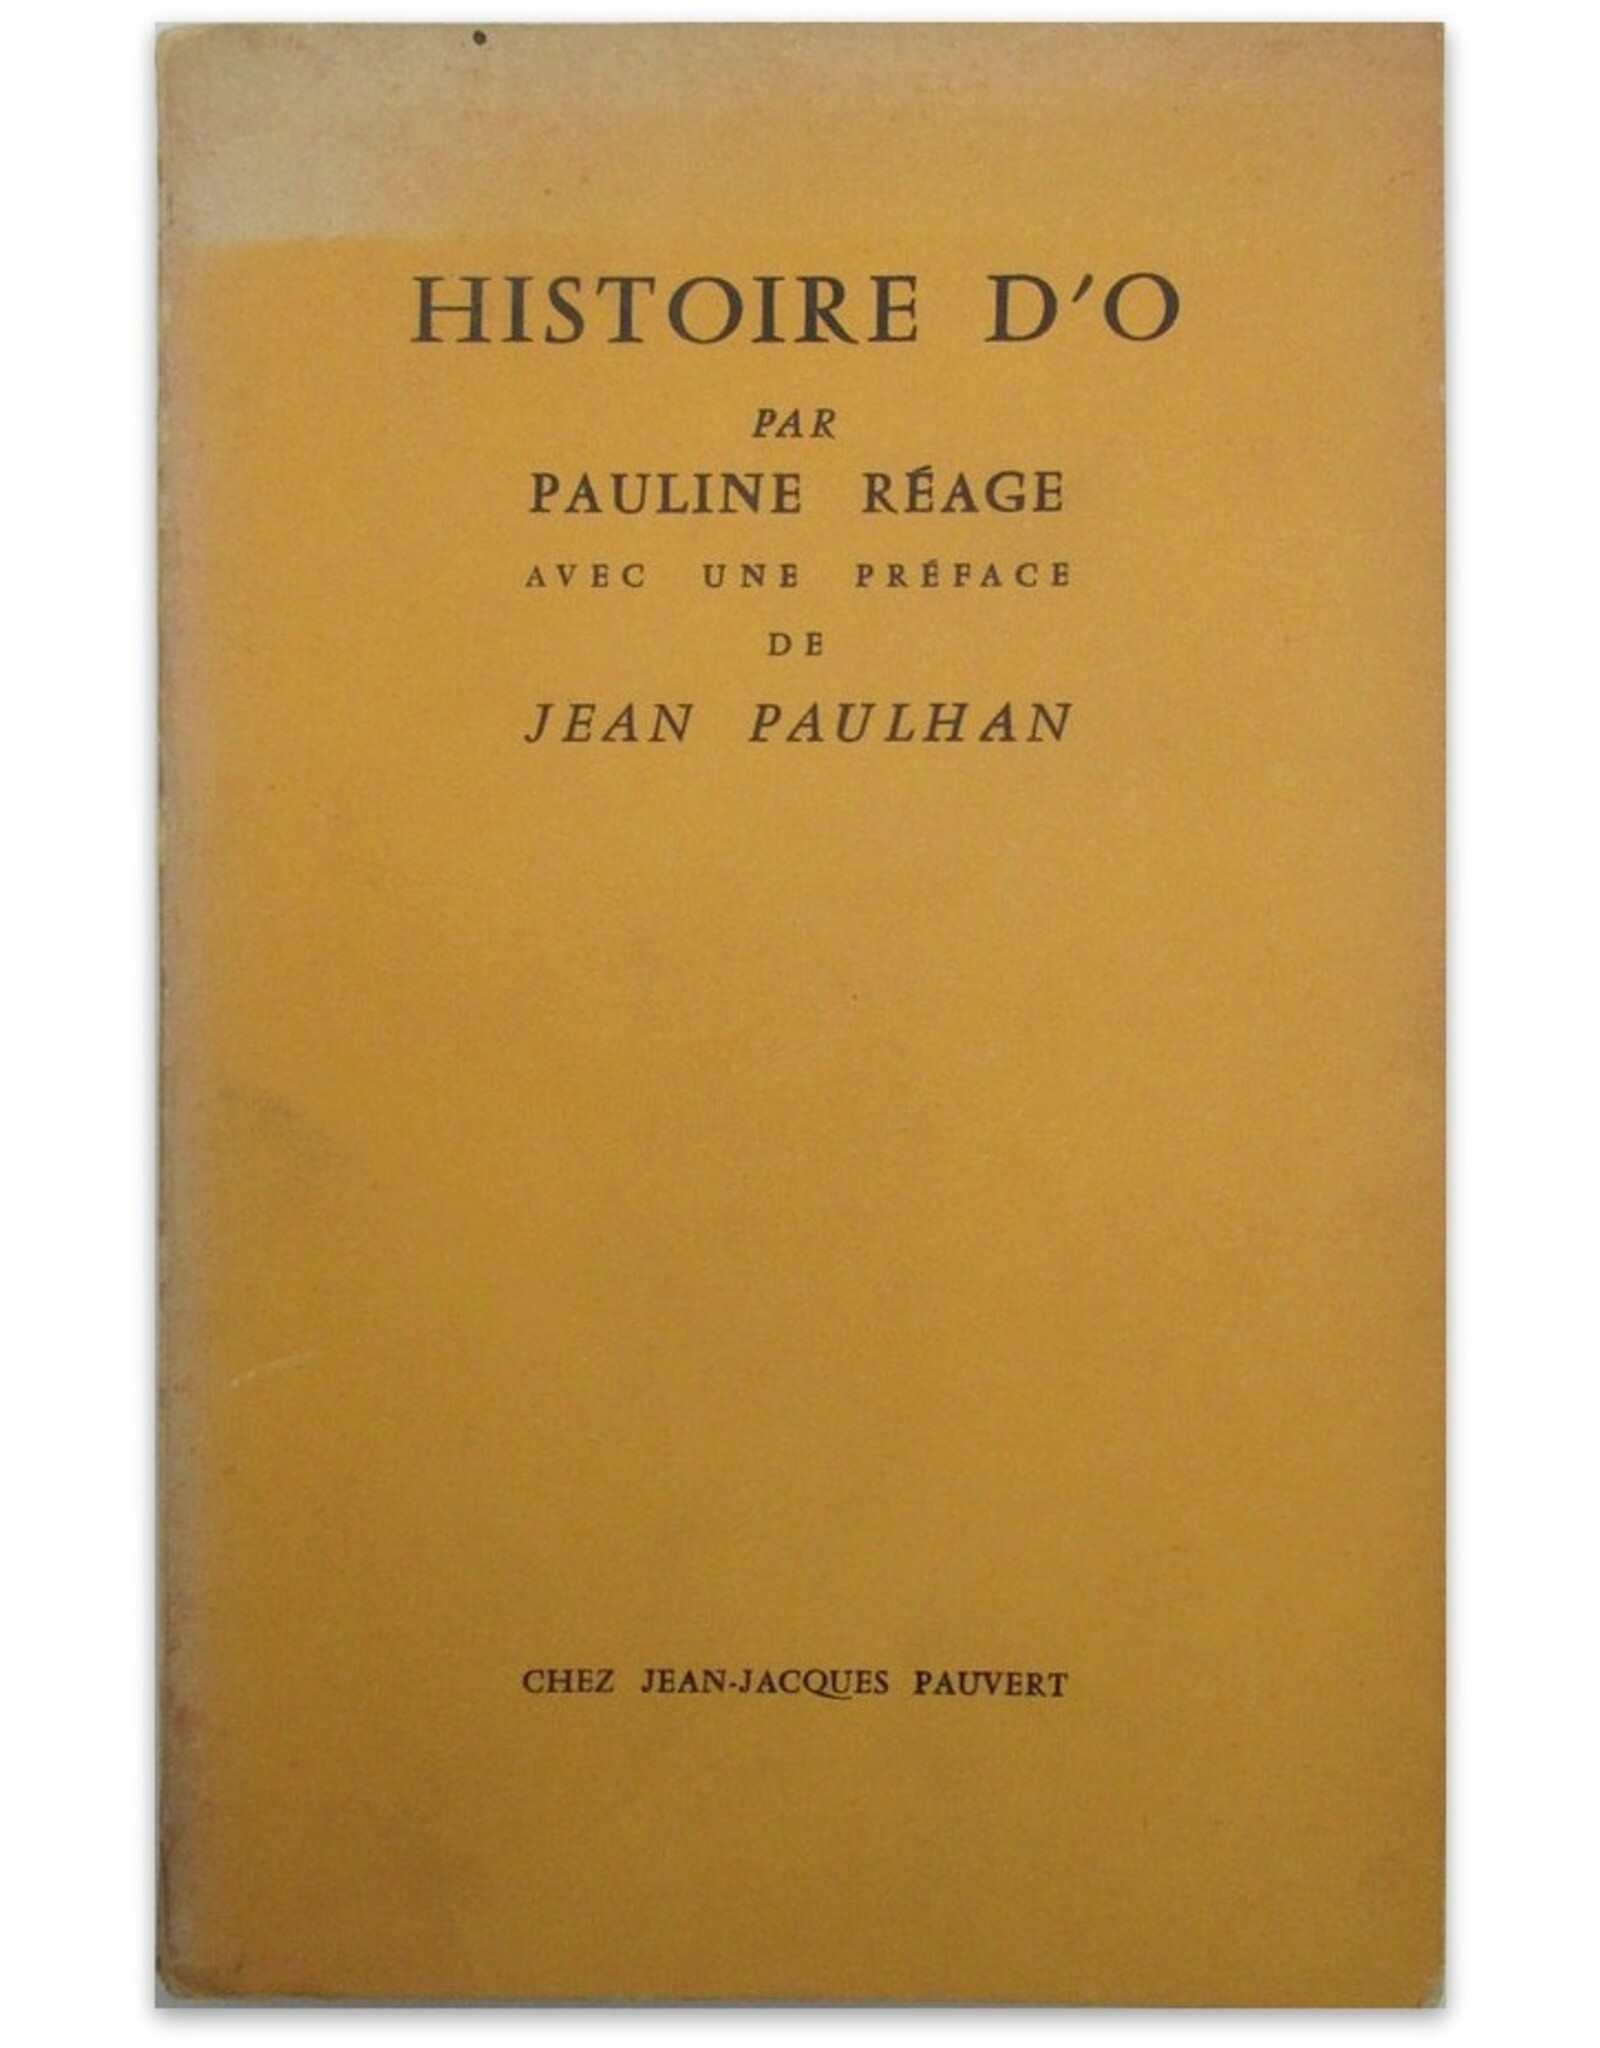 HISTOIRE D'O
PAR
PAULINE RÉAGE
AVEC UNE PRÉFACE
DE
JEAN PAULHAN
CHEZ JEAN-JACQUES PAUVERT